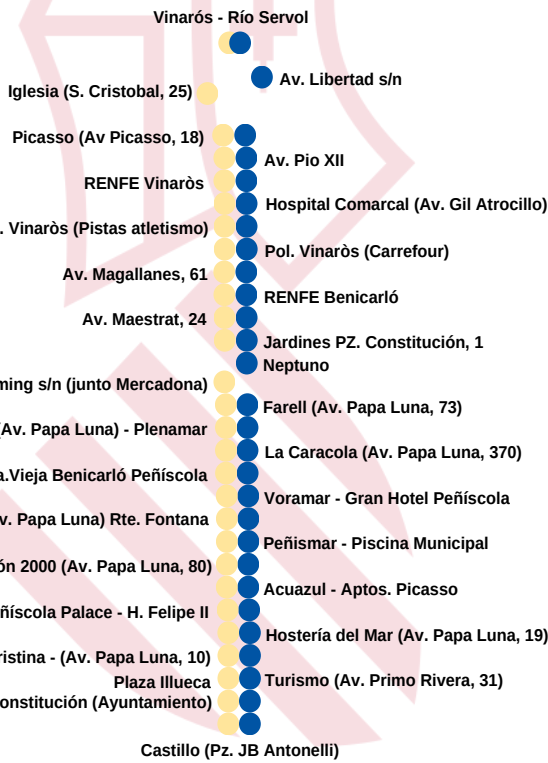 Vinarós - Río Servol
Av. Libertad s/n
Iglesia (S. Cristobal, 25)
Picasso (Av Picasso, 18)
Av. Pio XII
RENFE Vinaròs
Hospital Comarcal (Av. Gil Atrocillo)
. Vinaròs (Pistas atletismo)
Pol. Vinaròs (Carrefour)
Av. Magallanes, 61
RENFE Benicarló
Av. Maestrat, 24
Jardines PZ. Constitución, 1
Neptuno
ming s/n (junto Mercadona)
Farell (Av. Papa Luna, 73)
(Av. Papa Luna) - Plenamar
La Caracola (Av. Papa Luna, 370)
a.Vieja Benicarló Peñíscola
Voramar - Gran Hotel Peñíscola
v. Papa Luna) Rte. Fontana
Peñismar - Piscina Municipal
ón 2000 (Av. Papa Luna, 80)
Acuazul - Aptos. Picasso
ñíscola Palace - H. Felipe II
Hostería del Mar (Av. Papa Luna, 19)
ristina - (Av. Papa Luna, 10)
Plaza Illueca
Turismo (Av. Primo Rivera, 31)
onstitución (Ayuntamiento)
Castillo (Pz. JB Antonelli)